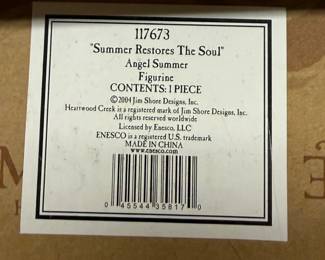 117673
"Summer Restores The Soul"
Angel Summer
Figurine
CONTENTS: 1 PIECE
©2004 Jim Shore Designs, Inc.
Heartwood Creek is a registered mark of Jim Shore Designs, Inc.
All rights reserved worldwide
Licensed by Enesco, LLC
ENESCO is a registered U.S. trademark
MADE IN CHINA
www.enesco.com
0 45544 35817 0